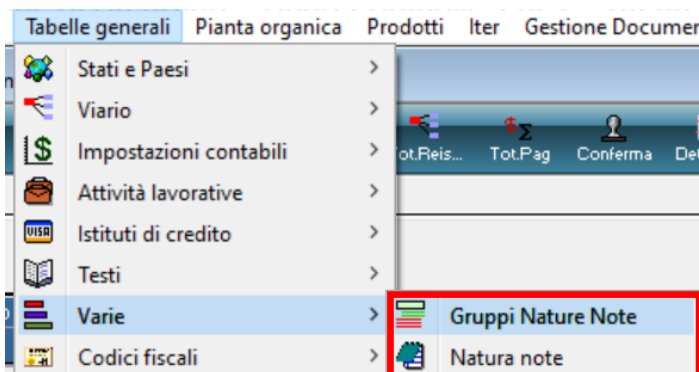 Tabelle generali Pianta organica Prodotti Iter Gestione
Stati e Paesi
Viario
Impostazioni contabili
Tot.Pag Conferma
Attività lavorative
VISA Istituti di credito
Testi
Varie
Gruppi Nature Note
Codici fiscali
Natura note